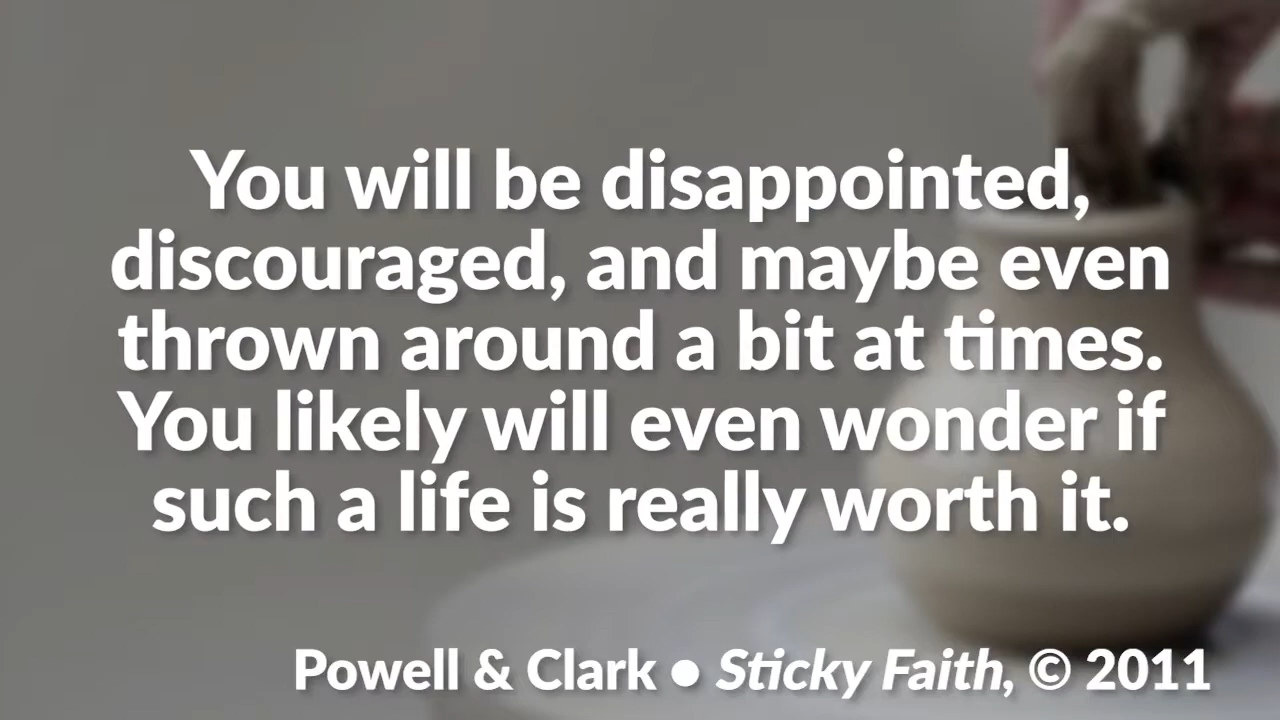 You will be disappointed,
discouraged, and maybe even
thrown around a bit at times.
You likely will even wonder if
such a life is really worth it.
Powell & Clark • Sticky Faith, © 2011